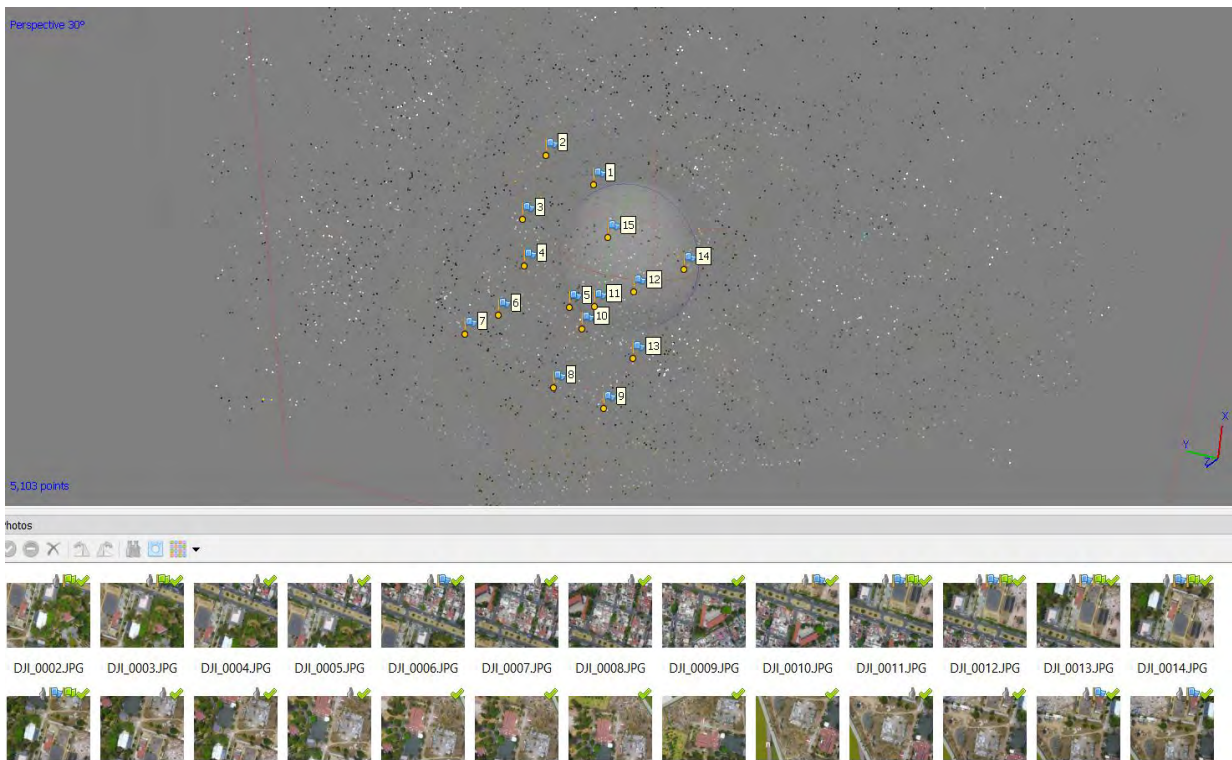 Perspective 30°
2
1
3
15
4
14
12
5
11
6
10
7
13
8
9
X
Y
Z
5,103 points
Photos
DJI_0002.JPG DJI_0003.JPG DJI_0004.JPG DJI_0005.JPG DJI_0006.JPG DJI_0007.JPG DJI_0008.JPG DJI_0009.JPG DJI_0010.JPG DJI_0011.JPG DJI_0012.JPG DJI_0013.JPG DJI_0014.JPG